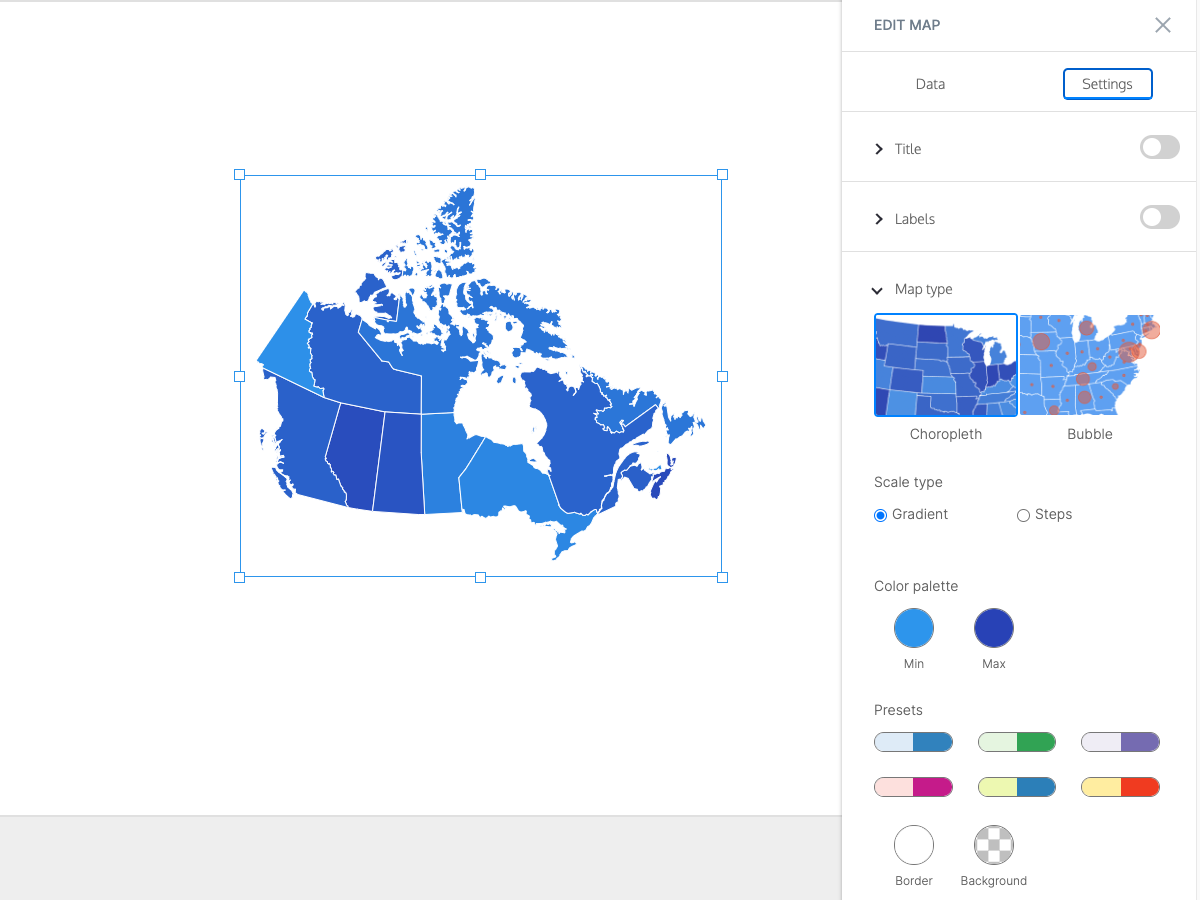 EDIT MAP
Data
Settings
Title
Labels
Map type
Choropleth
Bubble
Scale type
Gradient
Steps
Color palette
Min
Max
Presets
Border
Background